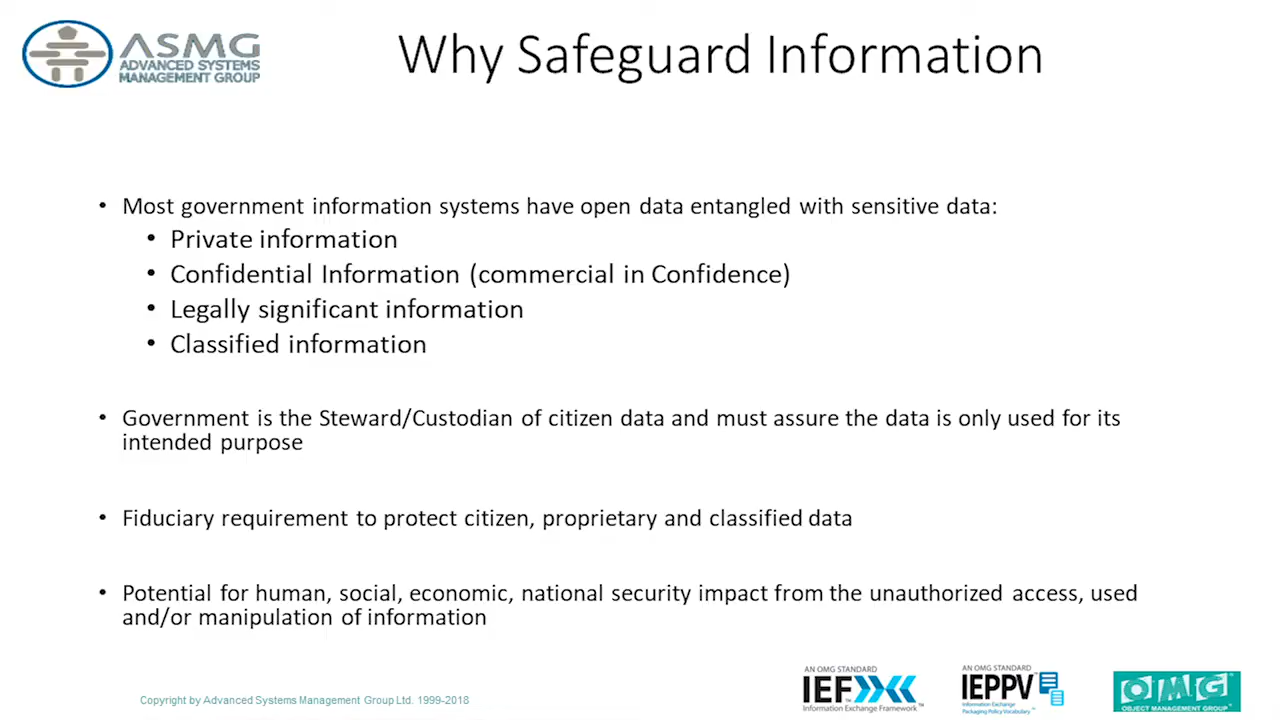 ASMG
ADVANCED SYSTEMS
MANAGEMENT GROUP
Why Safeguard Information
• Most government information systems have open data entangled with sensitive data:
• Private information
• Confidential Information (commercial in Confidence)
• Legally significant information
• Classified information
• Government is the Steward/Custodian of citizen data and must assure the data is only used for its
intended purpose
• Fiduciary requirement to protect citizen, proprietary and classified data
• Potential for human, social, economic, national security impact from the unauthorized access, used
and/or manipulation of information
Copyright by Advanced Systems Management Group Ltd. 1999-2018
AN OMG STANDARD
IEF
Information Exchange Framework™
AN OMG STANDARD
IEPPV™
Information Exchange
Packaging Policy Vocabulary™
OMG
OBJECT MANAGEMENT GROUP